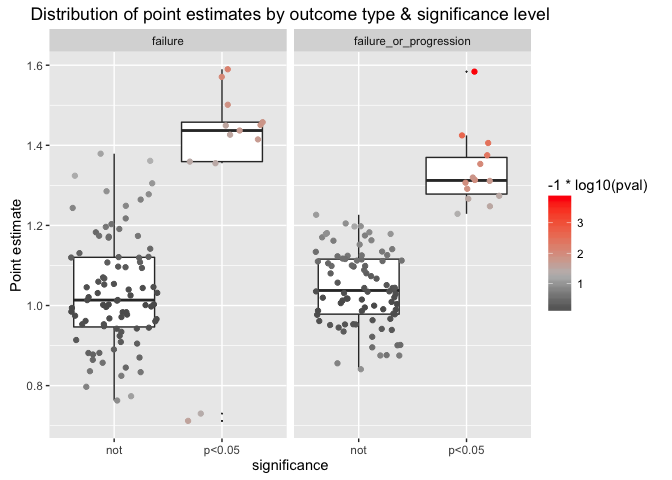 Distribution of point estimates by outcome type & significance level
failure
failure_or_progression
1.6
1.4
1.2
1.0
0.8
Point estimate
not
p<0.05
not
p<0.05
significance
-1 * log10(pval)
3
2
1